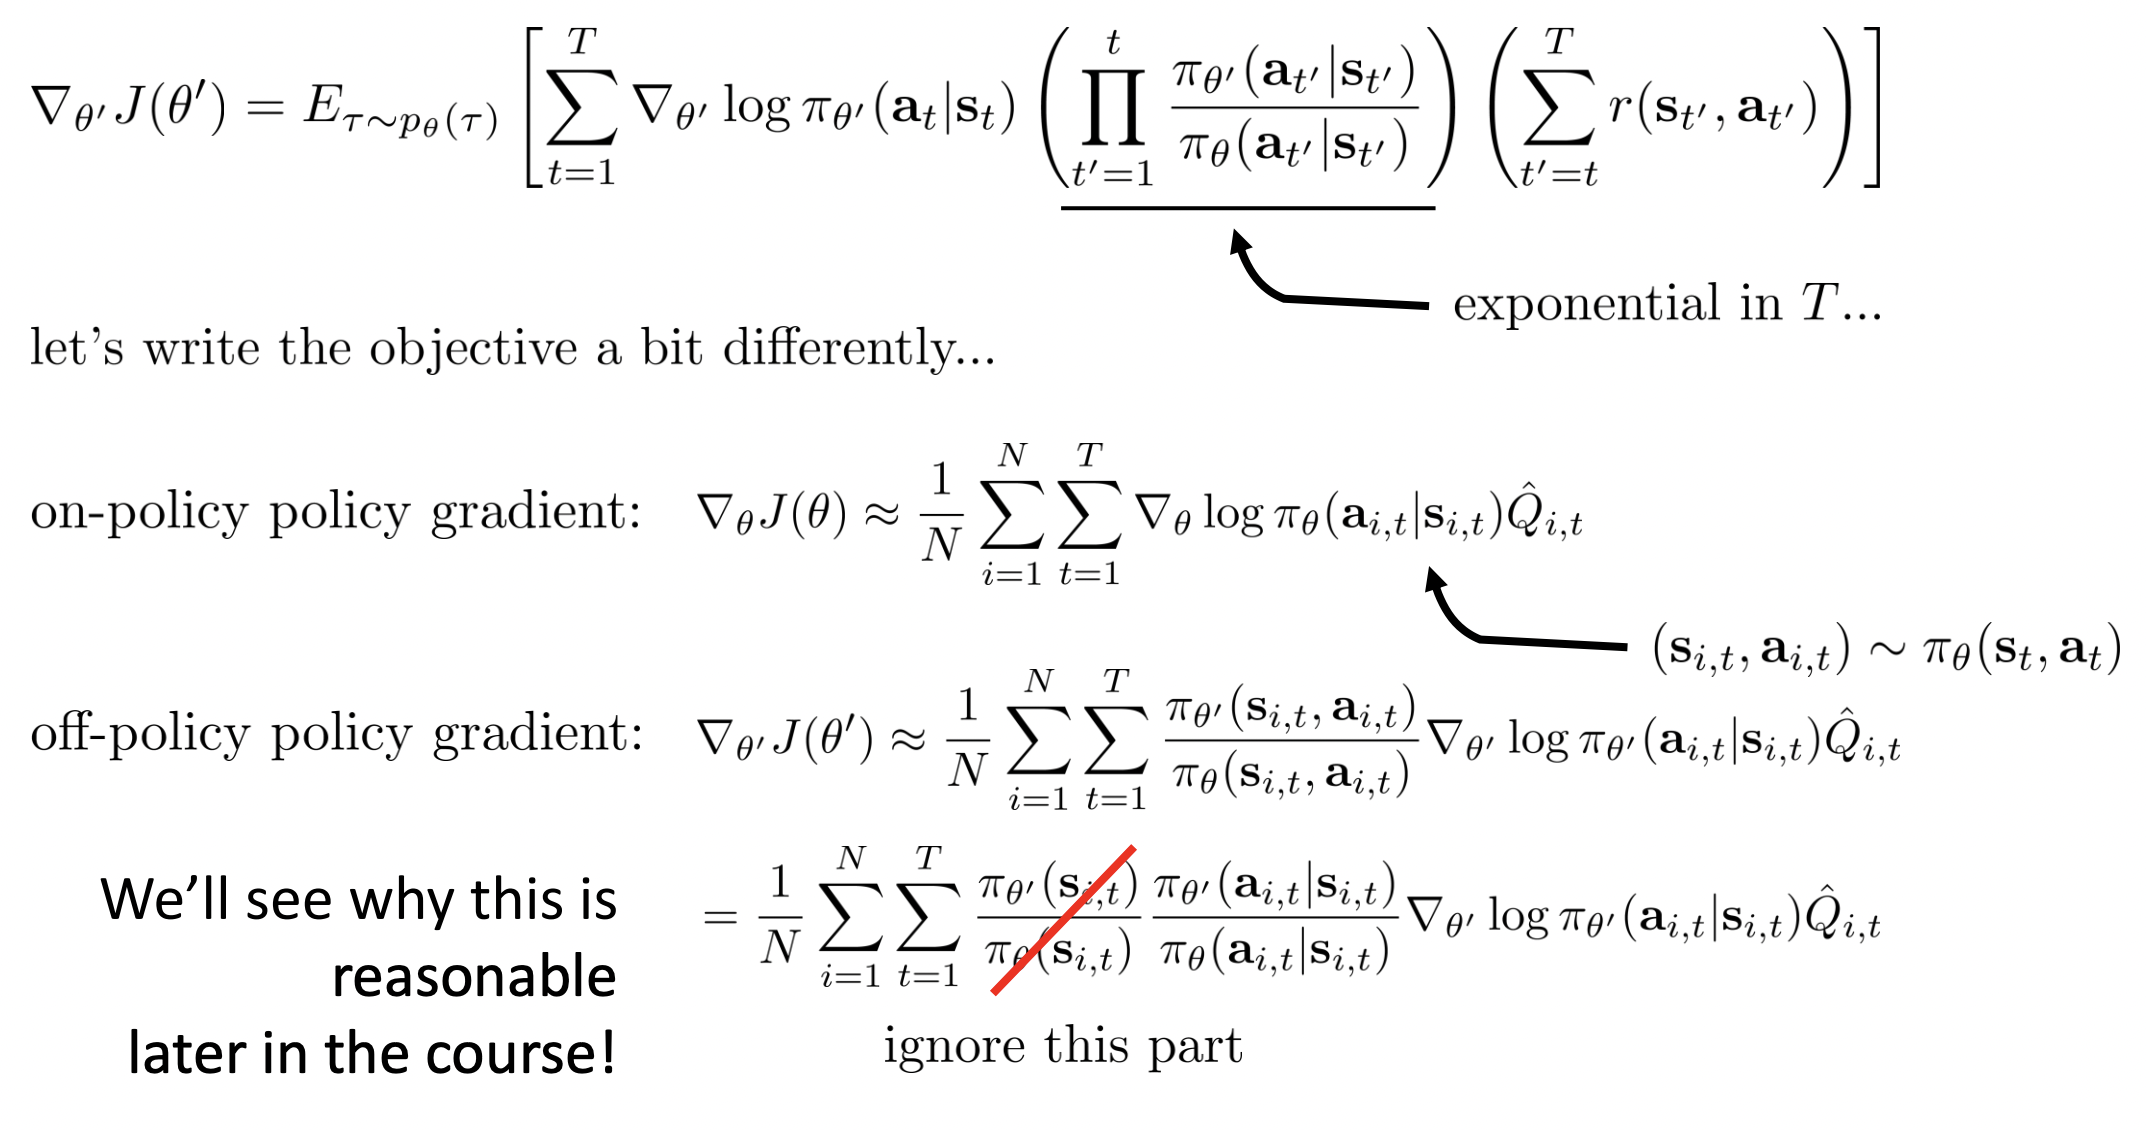 $\nabla_{\theta'} J(\theta') = E_{\tau \sim p_\theta(\tau)} \left[ \sum_{t=1}^{T} \nabla_{\theta'} \log \pi_{\theta'}(\mathbf{a}_t|\mathbf{s}_t) \left( \prod_{t'=1}^{t} \frac{\pi_{\theta'}(\mathbf{a}_{t'}|\mathbf{s}_{t'})}{\pi_\theta(\mathbf{a}_{t'}|\mathbf{s}_{t'})} \right) \left( \sum_{t'=t}^{T} r(\mathbf{s}_{t'}, \mathbf{a}_{t'}) \right) \right]$
exponential in $T$...
let's write the objective a bit differently...
on-policy policy gradient: $\nabla_\theta J(\theta) \approx \frac{1}{N} \sum_{i=1}^{N} \sum_{t=1}^{T} \nabla_\theta \log \pi_\theta(\mathbf{a}_{i,t}|\mathbf{s}_{i,t}) \hat{Q}_{i,t}$
$(\mathbf{s}_{i,t}, \mathbf{a}_{i,t}) \sim \pi_\theta(\mathbf{s}_t, \mathbf{a}_t)$
off-policy policy gradient: $\nabla_{\theta'} J(\theta') \approx \frac{1}{N} \sum_{i=1}^{N} \sum_{t=1}^{T} \frac{\pi_{\theta'}(\mathbf{s}_{i,t}, \mathbf{a}_{i,t})}{\pi_\theta(\mathbf{s}_{i,t}, \mathbf{a}_{i,t})} \nabla_{\theta'} \log \pi_{\theta'}(\mathbf{a}_{i,t}|\mathbf{s}_{i,t}) \hat{Q}_{i,t}$
$= \frac{1}{N} \sum_{i=1}^{N} \sum_{t=1}^{T} \frac{\pi_{\theta'}(\mathbf{s}_{i,t})}{\pi_\theta(\mathbf{s}_{i,t})} \frac{\pi_{\theta'}(\mathbf{a}_{i,t}|\mathbf{s}_{i,t})}{\pi_\theta(\mathbf{a}_{i,t}|\mathbf{s}_{i,t})} \nabla_{\theta'} \log \pi_{\theta'}(\mathbf{a}_{i,t}|\mathbf{s}_{i,t}) \hat{Q}_{i,t}$
We'll see why this is
reasonable
later in the course!
ignore this part